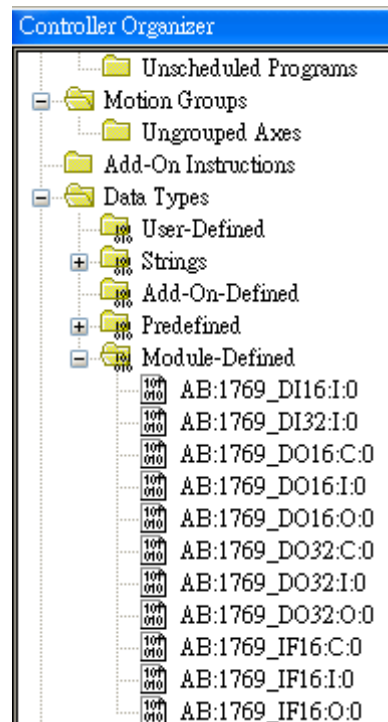 Controller Organizer
Unscheduled Programs
Motion Groups
Ungrouped Axes
Add-On Instructions
Data Types
User-Defined
Strings
Add-On-Defined
Predefined
Module-Defined
AB:1769_DI16:I:0
AB:1769_DI32:I:0
AB:1769_DO16:C:0
AB:1769_DO16:I:0
AB:1769_DO16:O:0
AB:1769_DO32:C:0
AB:1769_DO32:I:0
AB:1769_DO32:O:0
AB:1769_IF16:C:0
AB:1769_IF16:I:0
AB:1769_IF16:O:0